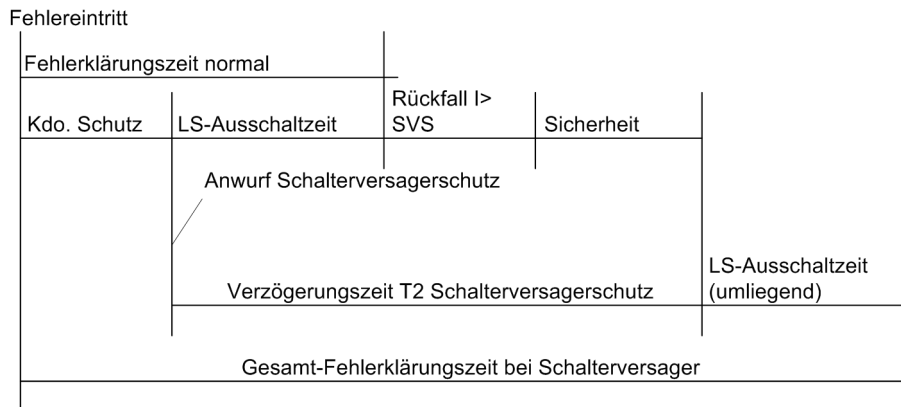 Fehlereintritt
Fehlerklärungszeit normal
Kdo. Schutz
LS-Ausschaltzeit
Rückfall I>
SVS
Sicherheit
Anwurf Schalterversagerschutz
Verzögerungszeit T2 Schalterversagerschutz
LS-Ausschaltzeit
(umliegend)
Gesamt-Fehlerklärungszeit bei Schalterversager